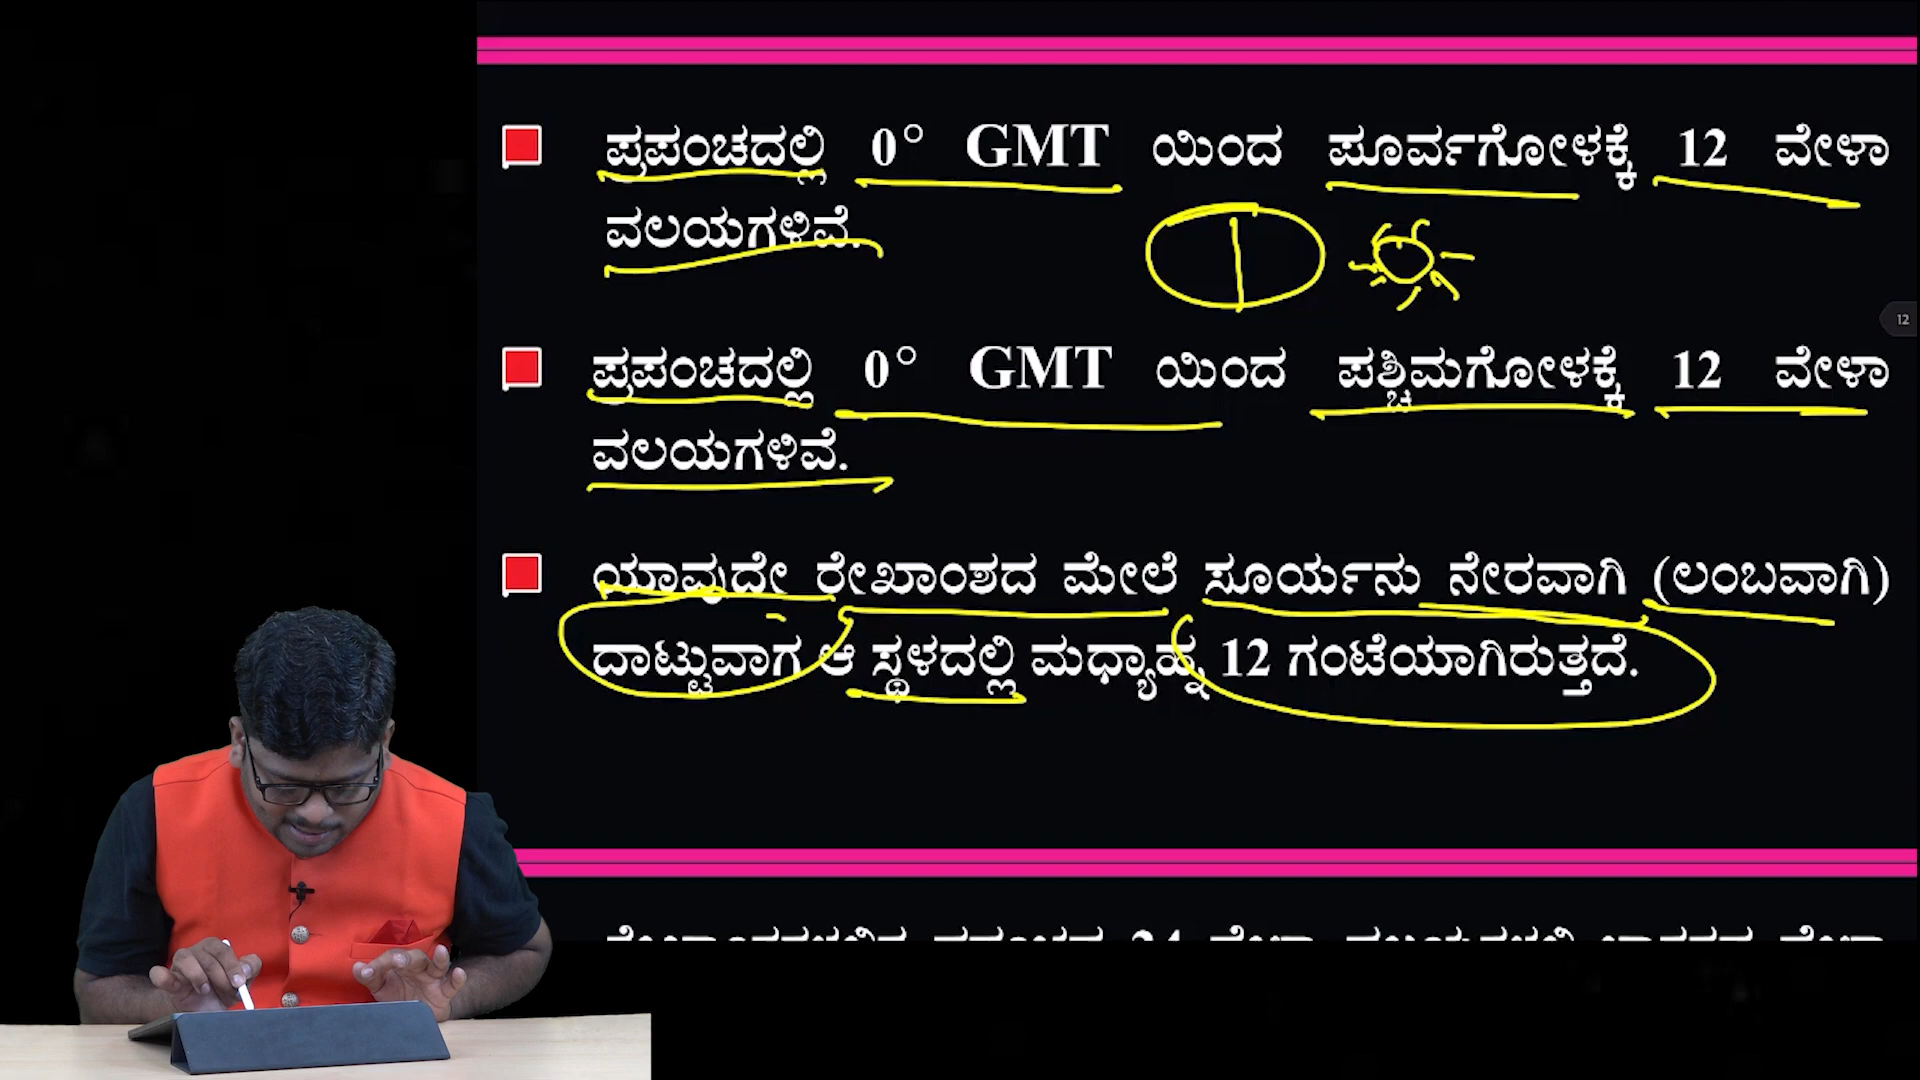 ಪ್ರಪಂಚದಲ್ಲಿ 0° GMT ಯಿಂದ ಪೂರ್ವಗೋಳಕ್ಕೆ 12 ವೇಳಾ
ವಲಯಗಳಿವೆ.
12
ಪ್ರಪಂಚದಲ್ಲಿ 0° GMT ಯಿಂದ ಪಶ್ಚಿಮಗೋಳಕ್ಕೆ 12 ವೇಳಾ
ವಲಯಗಳಿವೆ.
ಯಾವುದೇ ರೇಖಾಂಶದ ಮೇಲೆ ಸೂರ್ಯನು ನೇರವಾಗಿ (ಲಂಬವಾಗಿ)
ದಾಟ್ಟುವಾಗ ಆ ಸ್ಥಳದಲ್ಲಿ ಮಧ್ಯಾಹ್ನ 12 ಗಂಟೆಯಾಗಿರುತ್ತದೆ.